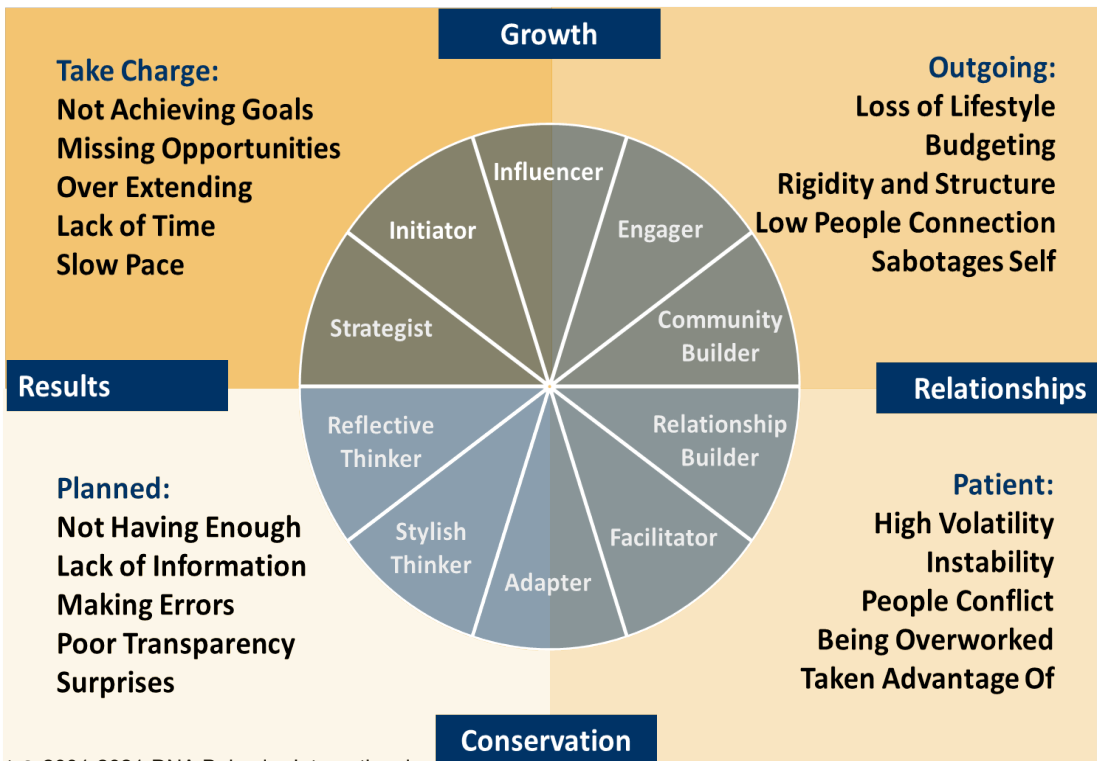 Growth
Take Charge:
Not Achieving Goals
Missing Opportunities
Over Extending
Lack of Time
Slow Pace
Outgoing:
Loss of Lifestyle
Budgeting
Rigidity and Structure
Low People Connection
Sabotages Self
Influencer
Initiator
Engager
Strategist
Community
Builder
Results
Relationships
Reflective
Thinker
Relationship
Builder
Stylish
Thinker
Facilitator
Adapter
Planned:
Not Having Enough
Lack of Information
Making Errors
Poor Transparency
Surprises
Patient:
High Volatility
Instability
People Conflict
Being Overworked
Taken Advantage Of
Conservation